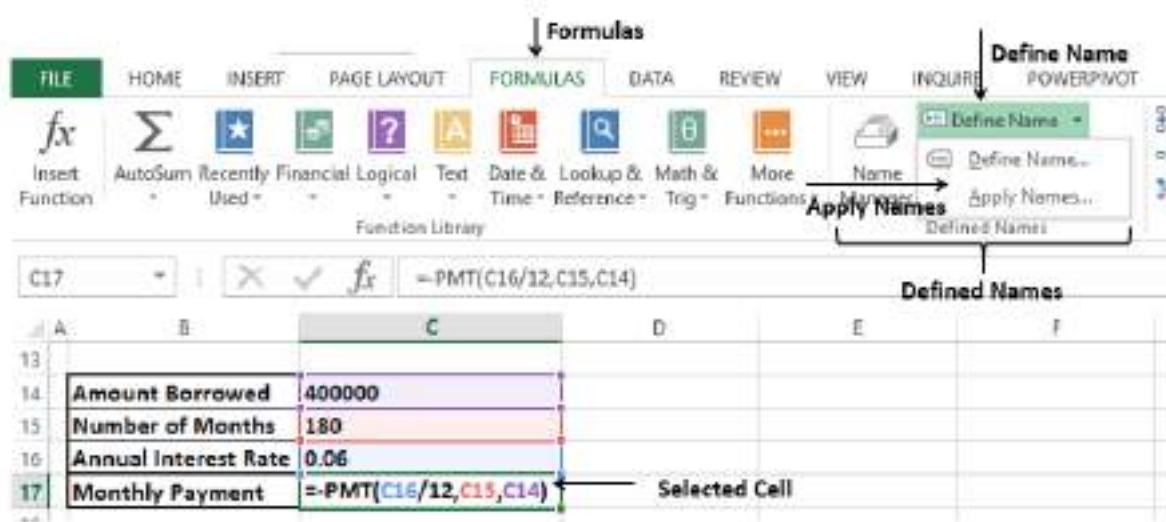 Formulas
Define Name
FILE HOME INSERT PAGE LAYOUT FORMULAS DATA REVIEW VIEW INQUIRE POWERPIVOT
fx Σ ? A θ Define Name
Insert Function AutoSum Recently Used Financial Logical Text Date & Time Lookup & Reference Math & Trig More Functions Name Manager
Define Name...
Apply Names...
Apply Names
Function Library Defined Names
Defined Names
C17 fx =-PMT(C16/12,C15,C14)
A B C D E F
13
14 Amount Borrowed 400000
15 Number of Months 180
16 Annual Interest Rate 0.06
17 Monthly Payment =-PMT(C16/12,C15,C14) Selected Cell